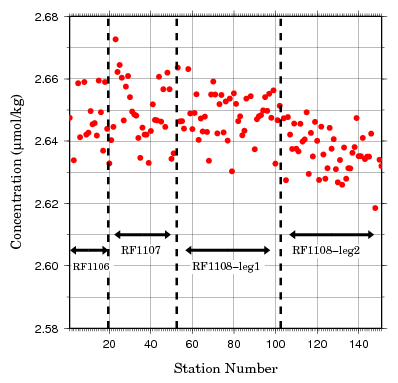 2.68
2.66
2.64
2.62
2.60
2.58
Concentration (μmol/kg)
RF1106
RF1107
RF1108−leg1
RF1108−leg2
20 40 60 80 100 120 140
Station Number